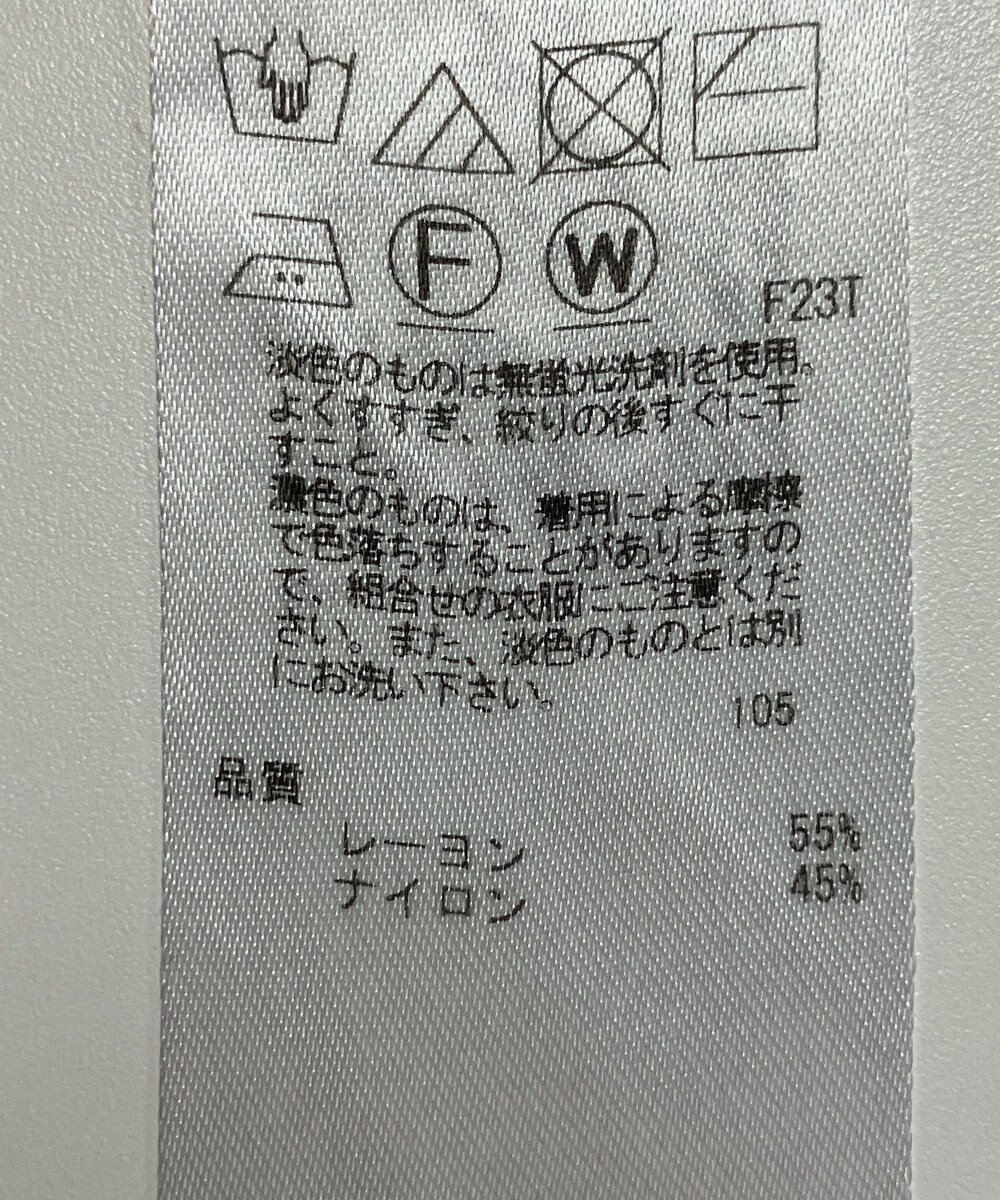 F
W
F23T
淡色のものは無蛍光洗剤を使用。
よくすすぎ、絞りの後すぐに干
すこと。
濃色のものは、着用による摩擦
で色落ちすることがありますの
で、組合せの衣服にご注意くだ
さい。また、淡色のものとは別
にお洗い下さい。
105
品質
レーヨン 55%
ナイロン 45%